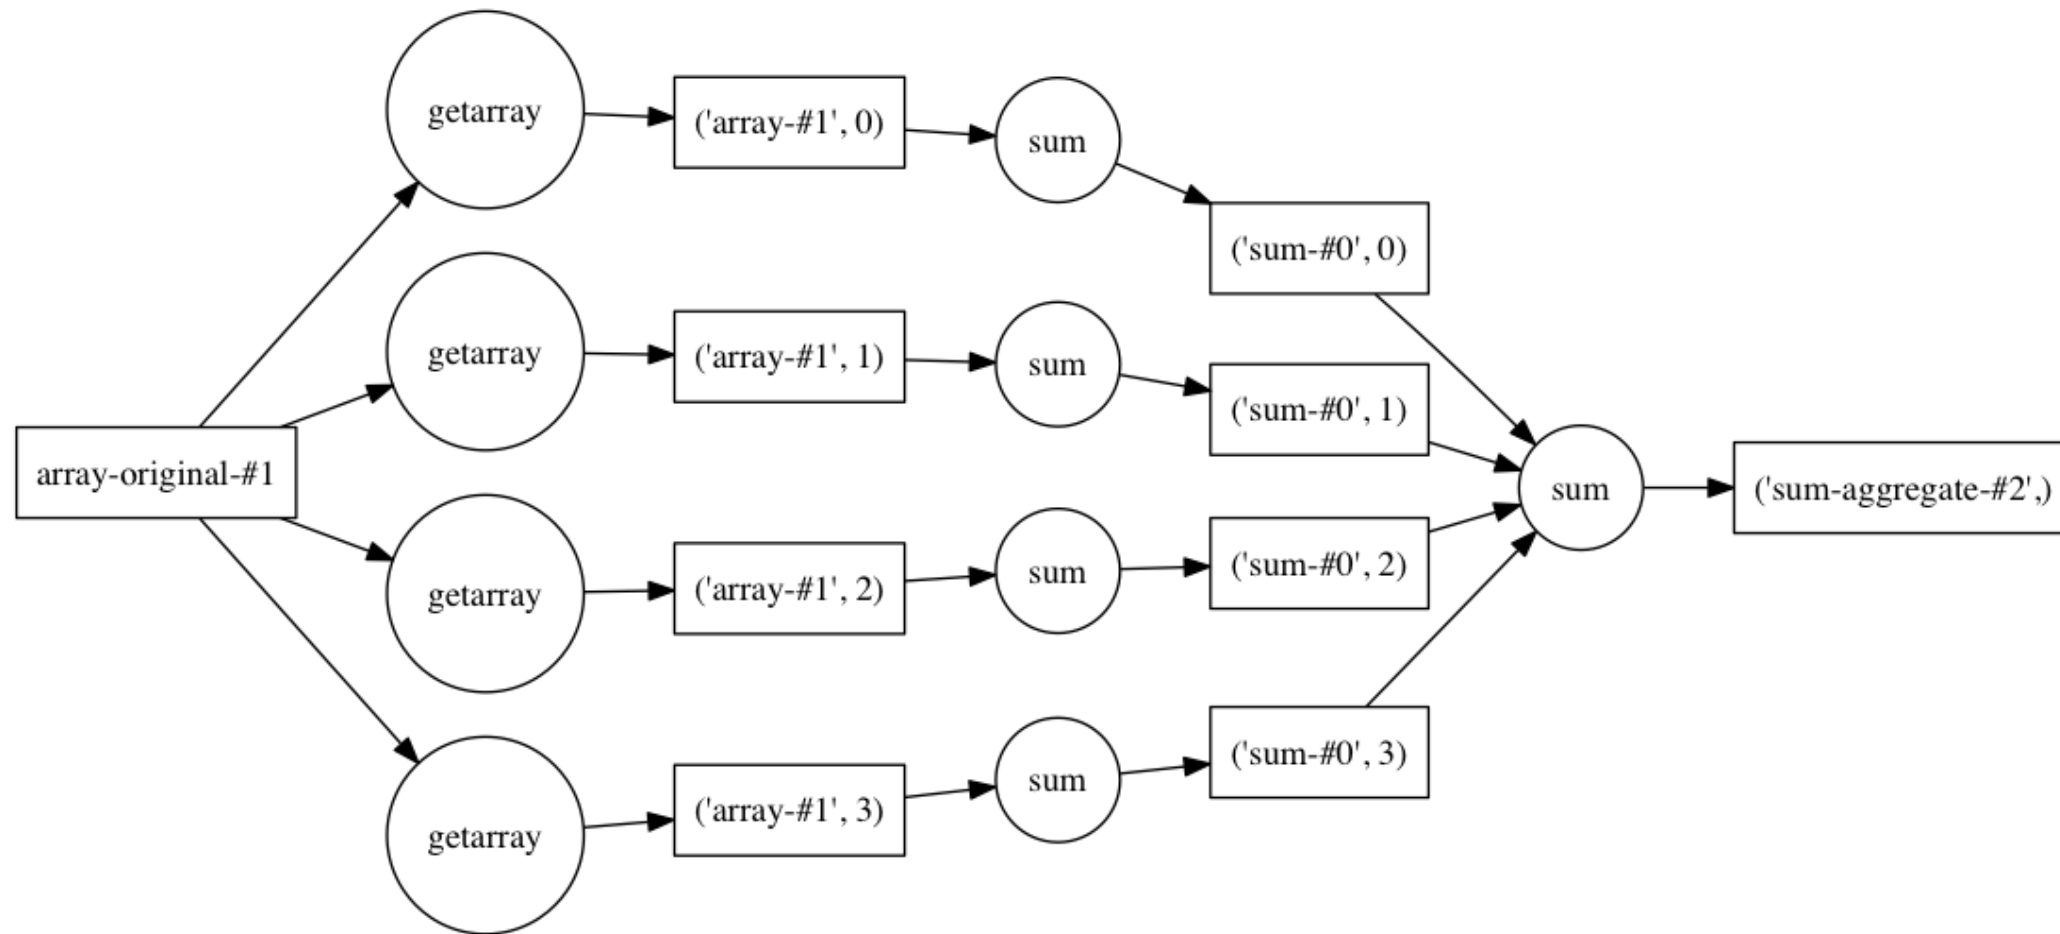 getarray
('array-#1', 0)
sum
('sum-#0', 0)
getarray
('array-#1', 1)
sum
('sum-#0', 1)
array-original-#1
sum
('sum-aggregate-#2',)
getarray
('array-#1', 2)
sum
('sum-#0', 2)
getarray
('array-#1', 3)
sum
('sum-#0', 3)